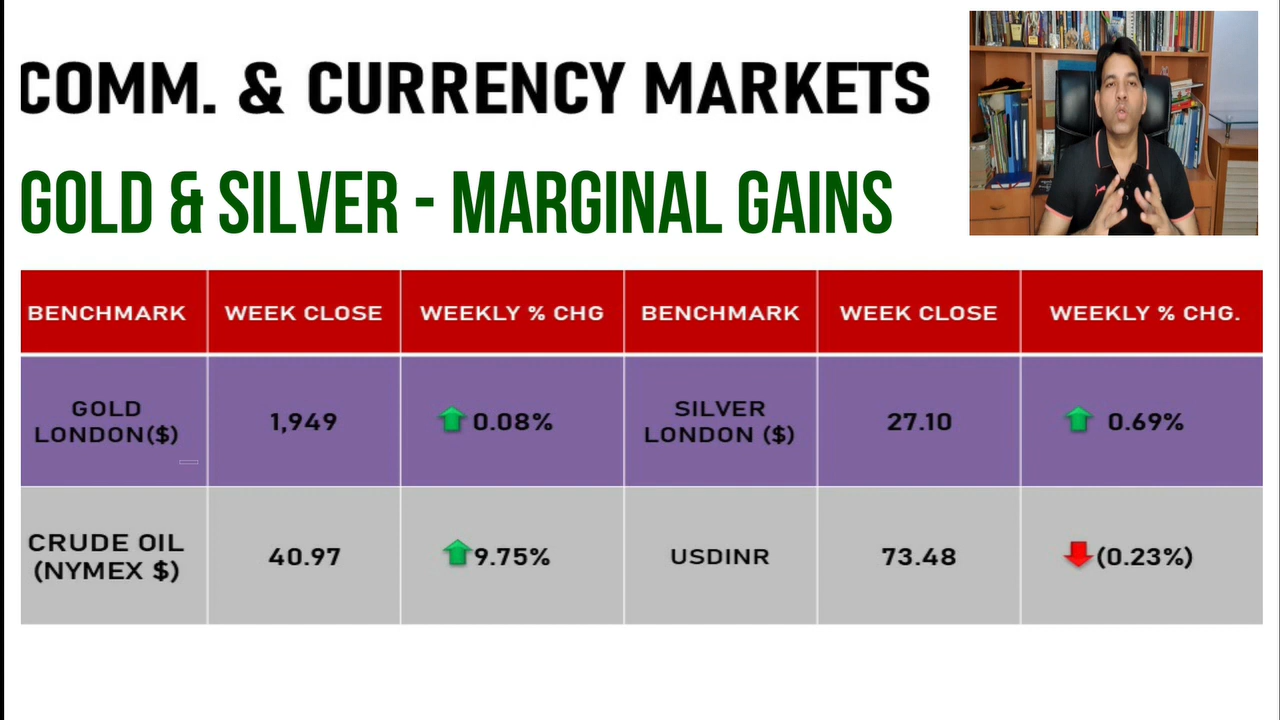 COMM. & CURRENCY MARKETS
GOLD & SILVER - MARGINAL GAINS
BENCHMARK WEEK CLOSE WEEKLY % CHG BENCHMARK WEEK CLOSE WEEKLY % CHG.
GOLD
LONDON($) 1,949 0.08% SILVER
LONDON ($) 27.10 0.69%
CRUDE OIL
(NYMEX $) 40.97 9.75% USDINR 73.48 (0.23%)